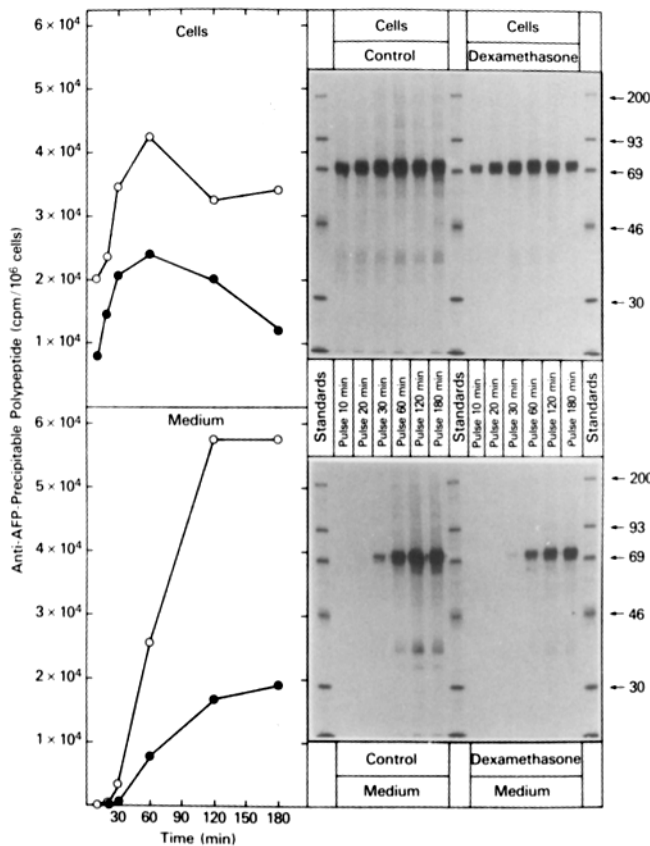 Anti-AFP-Precipitable Polypeptide (cpm/10⁶ cells)
6 x 10⁴
5 x 10⁴
4 x 10⁴
3 x 10⁴
2 x 10⁴
1 x 10⁴
Cells
6 x 10⁴
5 x 10⁴
4 x 10⁴
3 x 10⁴
2 x 10⁴
1 x 10⁴
0
Medium
30 60 90 120 150 180
Time (min)
Cells Cells
Control Dexamethasone
200
93
69
46
30
Standards
Pulse 10 min
Pulse 20 min
Pulse 30 min
Pulse 60 min
Pulse 120 min
Pulse 180 min
Standards
Pulse 10 min
Pulse 20 min
Pulse 30 min
Pulse 60 min
Pulse 120 min
Pulse 180 min
Standards
200
93
69
46
30
Control Dexamethasone
Medium Medium